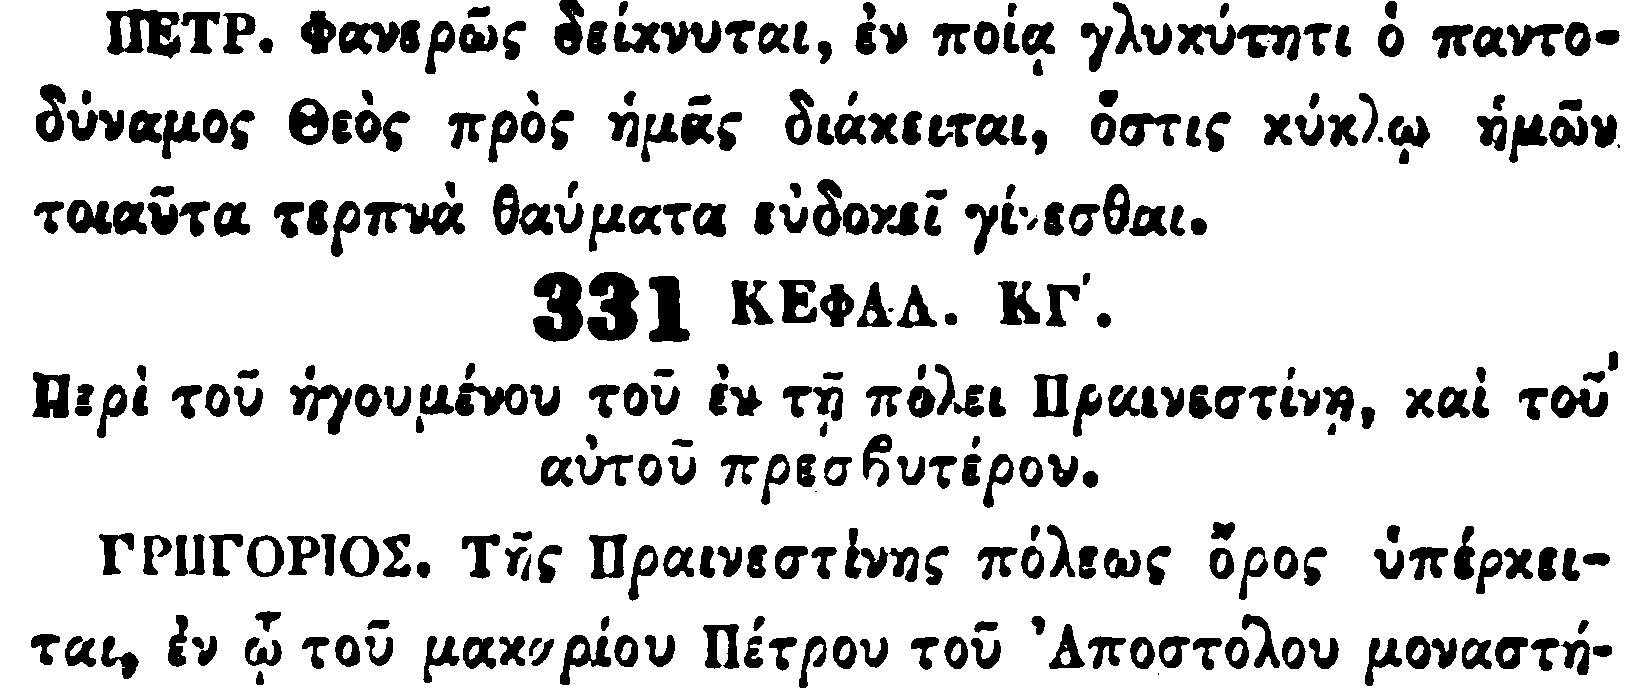 ΠΕΤΡ. Φανερῶς δείκνυται, ἐν ποίᾳ γλυκύτητι ὁ παντο-
δύναμος Θεὸς πρὸς ἡμᾶς διάκειται, ὅστις κύκλῳ ἡμῶν
τοιαῦτα τερπνὰ θαύματα εὐδοκεῖ γίνεσθαι.
331 ΚΕΦΑΛ. ΚΓ'.
Περὶ τοῦ ἡγουμένου τοῦ ἐν τῇ πόλει Πραινεστίνῃ, καὶ τοῦ
αὐτοῦ πρεσϐυτέρου.
ΓΡΗΓΟΡΙΟΣ. Τῆς Πραινεστίνης πόλεως ὄρος ὑπέρκει-
ται, ἐν ᾧ τοῦ μακαρίου Πέτρου τοῦ Ἀποστόλου μοναστή-